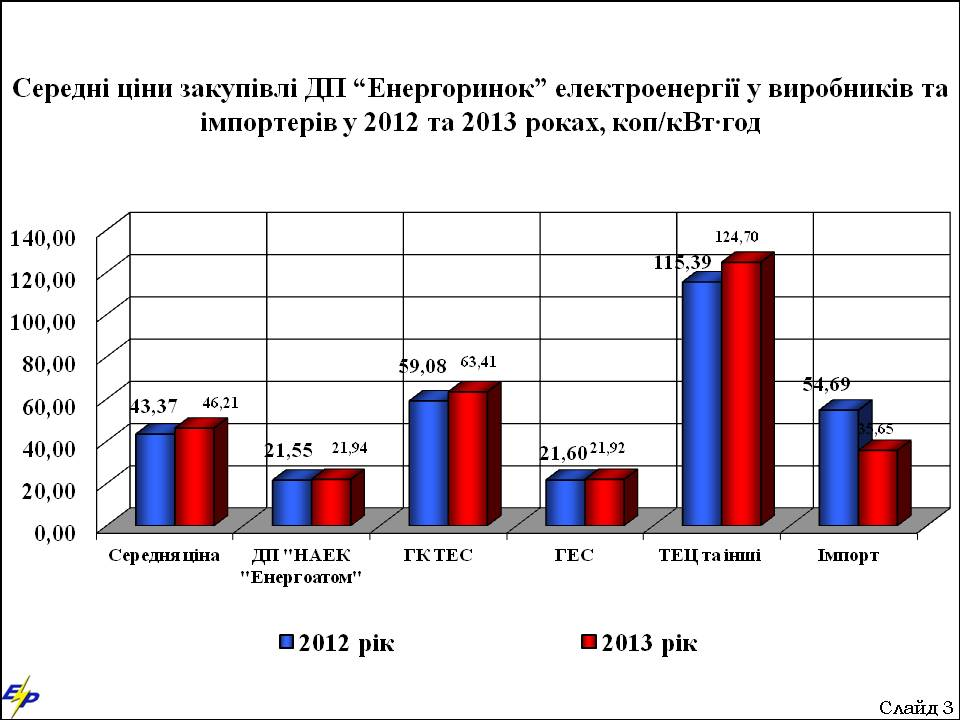 Середні ціни закупівлі ДП “Енергоринок” електроенергії у виробників та
імпортерів у 2012 та 2013 роках, коп/кВт·год
140,00
120,00
100,00
80,00
60,00
40,00
20,00
0,00
43,37
46,21
21,55
21,94
59,08
63,41
21,60
21,92
115,39
124,70
54,69
35,65
Середня ціна
ДП "НАЕК
"Енергоатом"
ГК ТЕС
ГЕС
ТЕЦ та інші
Імпорт
2012 рік
2013 рік
ЕР
Слайд 3